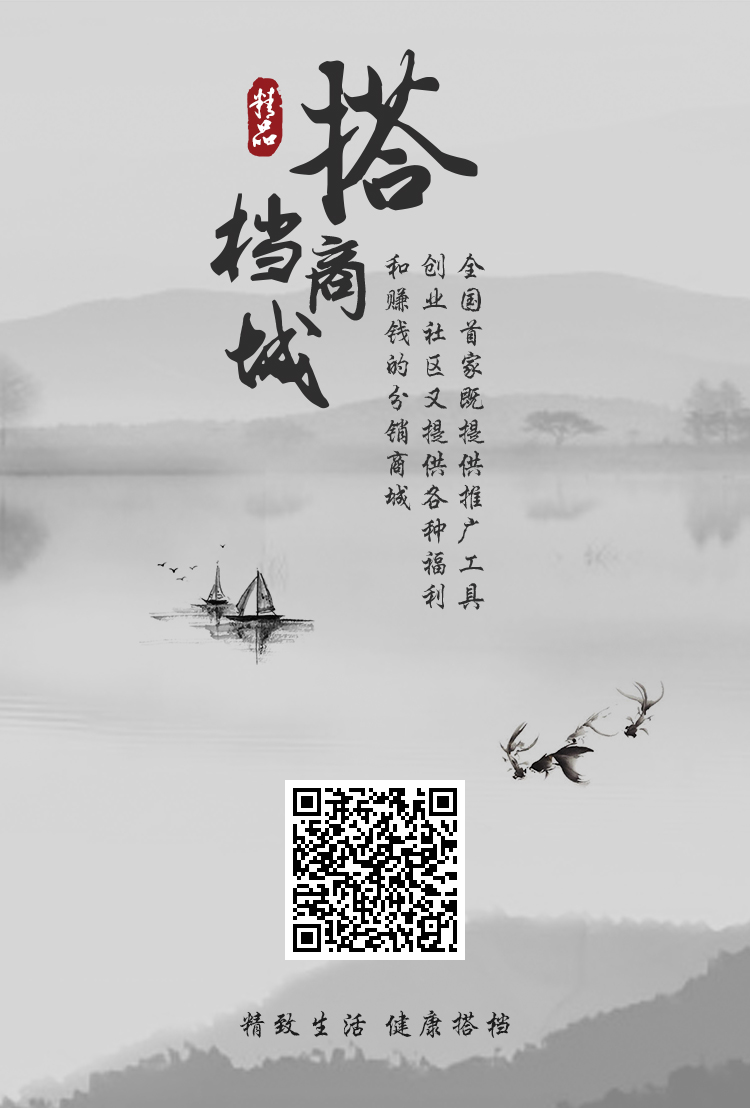 精品
搭
档商
城
全国首家既提供推广工具
创业社区又提供各种福利
和赚钱的分销商城
精致生活 健康搭档